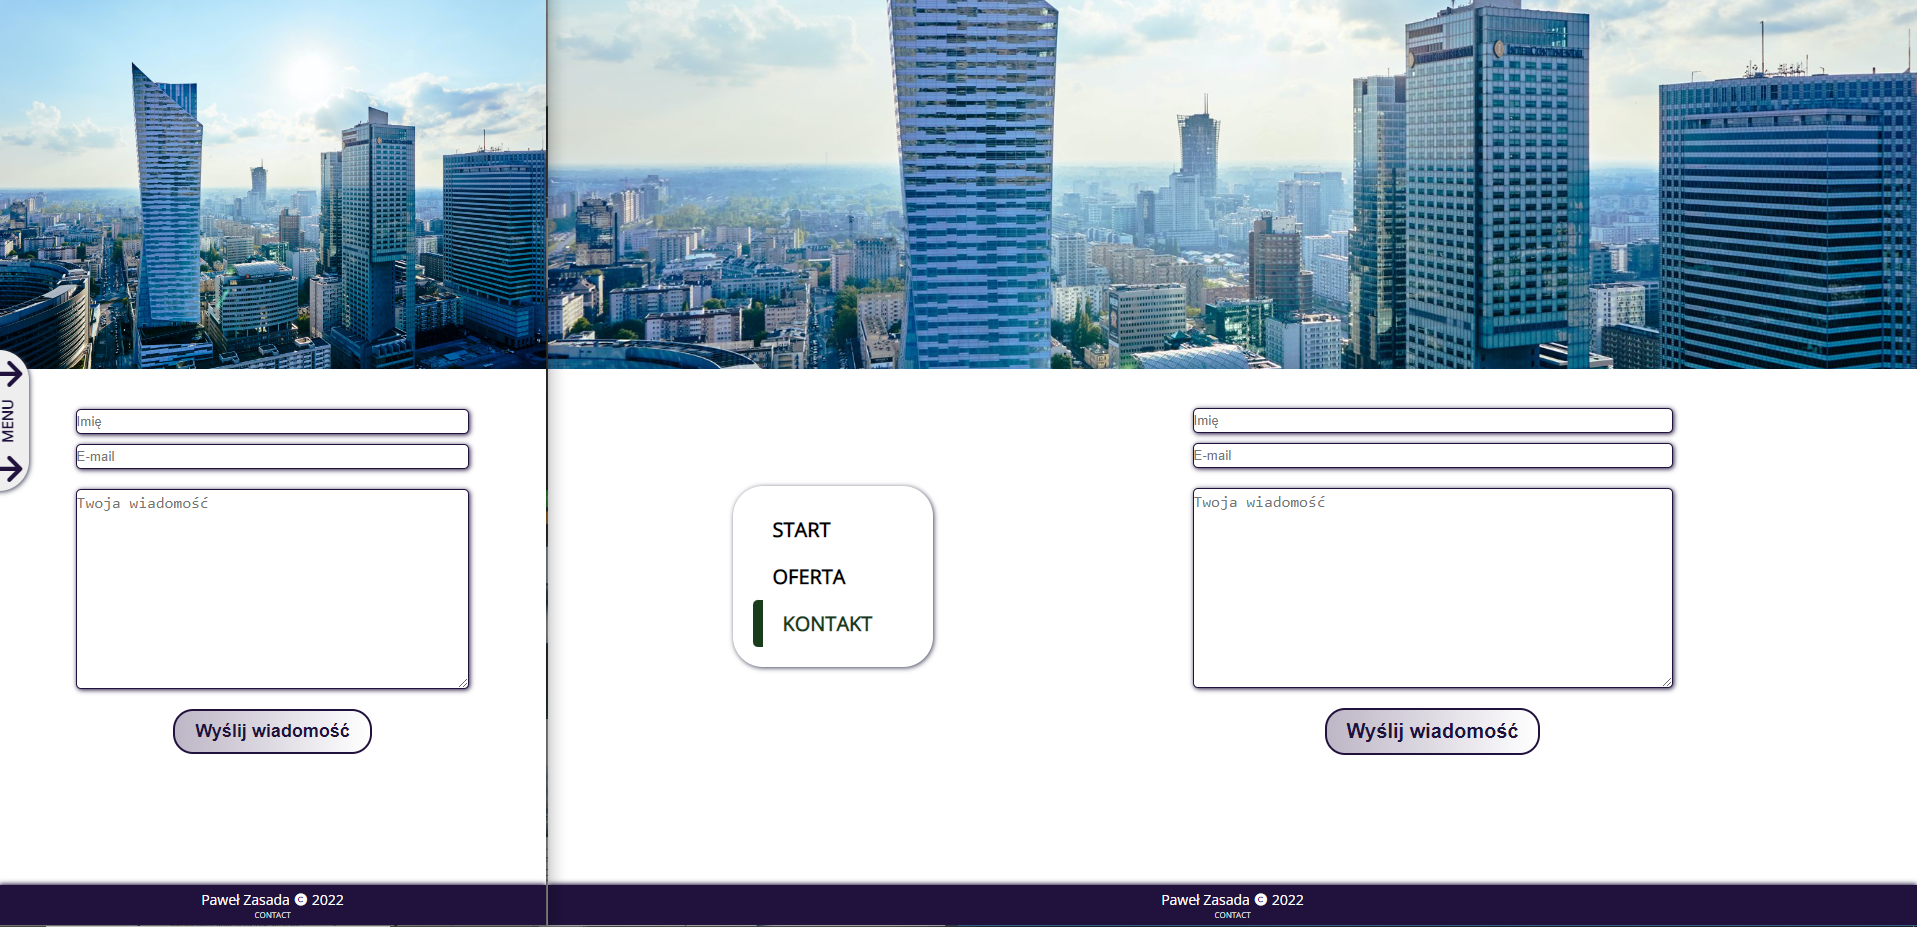 MENU
Imię
E-mail
Twoja wiadomość
Wyślij wiadomość
Paweł Zasada © 2022
CONTACT
INTERCONTINENTAL
START
OFERTA
KONTAKT
Imię
E-mail
Twoja wiadomość
Wyślij wiadomość
Paweł Zasada © 2022
CONTACT